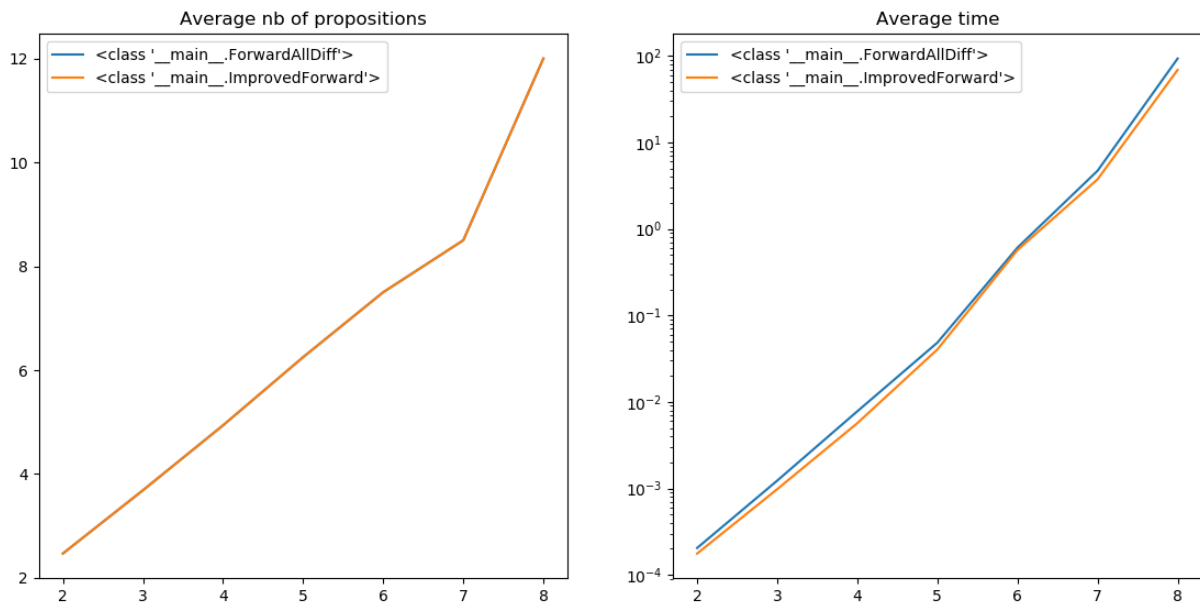 Average nb of propositions
<class '__main__.ForwardAllDiff'>
<class '__main__.ImprovedForward'>
12
10
8
6
4
2
2 3 4 5 6 7 8
Average time
<class '__main__.ForwardAllDiff'>
<class '__main__.ImprovedForward'>
10²
10¹
10⁰
10⁻¹
10⁻²
10⁻³
10⁻⁴
2 3 4 5 6 7 8